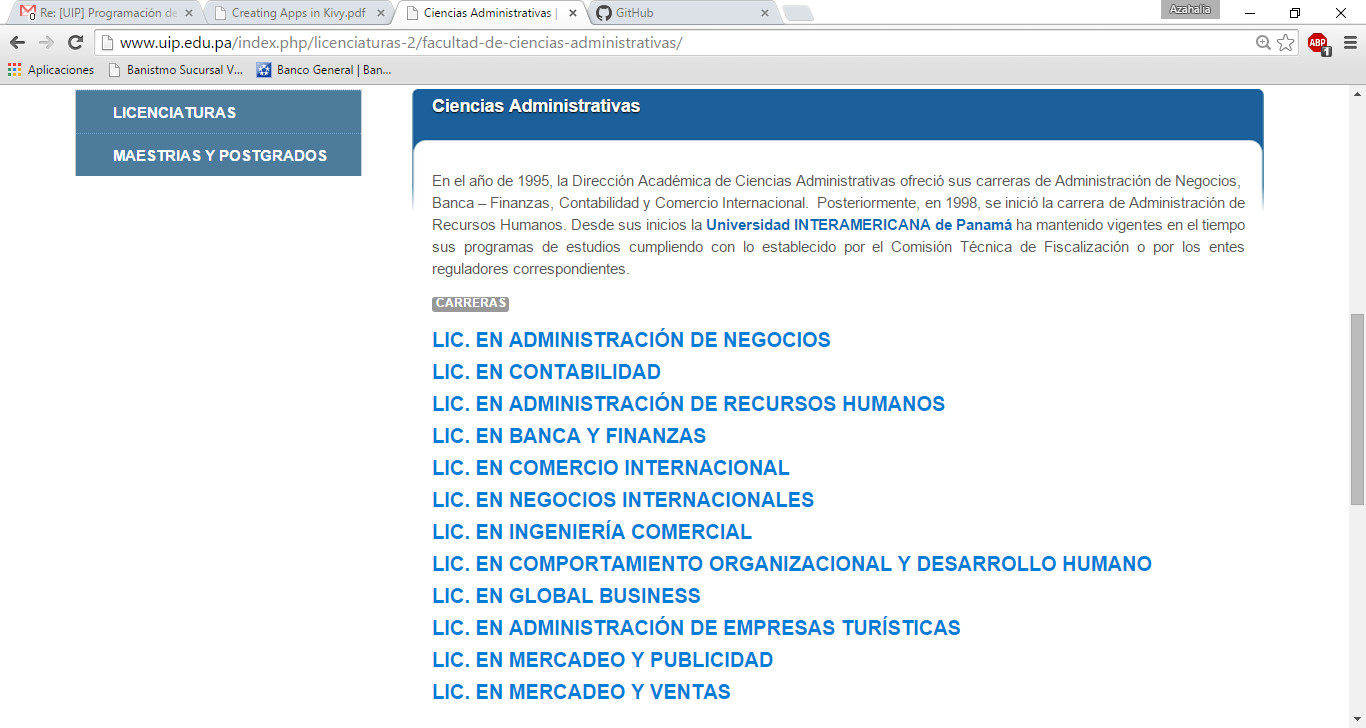 Re: [UIP] Programación de
Creating Apps in Kivy.pdf
Ciencias Administrativas |
GitHub
Azahalia
www.uip.edu.pa/index.php/licenciaturas-2/facultad-de-ciencias-administrativas/
ABP
1
Aplicaciones
Banistmo Sucursal V...
Banco General | Ban...
LICENCIATURAS
MAESTRIAS Y POSTGRADOS
Ciencias Administrativas
En el año de 1995, la Dirección Académica de Ciencias Administrativas ofreció sus carreras de Administración de Negocios,
Banca – Finanzas, Contabilidad y Comercio Internacional. Posteriormente, en 1998, se inició la carrera de Administración de
Recursos Humanos. Desde sus inicios la Universidad INTERAMERICANA de Panamá ha mantenido vigentes en el tiempo
sus programas de estudios cumpliendo con lo establecido por el Comisión Técnica de Fiscalización o por los entes
reguladores correspondientes.
CARRERAS
LIC. EN ADMINISTRACIÓN DE NEGOCIOS
LIC. EN CONTABILIDAD
LIC. EN ADMINISTRACIÓN DE RECURSOS HUMANOS
LIC. EN BANCA Y FINANZAS
LIC. EN COMERCIO INTERNACIONAL
LIC. EN NEGOCIOS INTERNACIONALES
LIC. EN INGENIERÍA COMERCIAL
LIC. EN COMPORTAMIENTO ORGANIZACIONAL Y DESARROLLO HUMANO
LIC. EN GLOBAL BUSINESS
LIC. EN ADMINISTRACIÓN DE EMPRESAS TURÍSTICAS
LIC. EN MERCADEO Y PUBLICIDAD
LIC. EN MERCADEO Y VENTAS